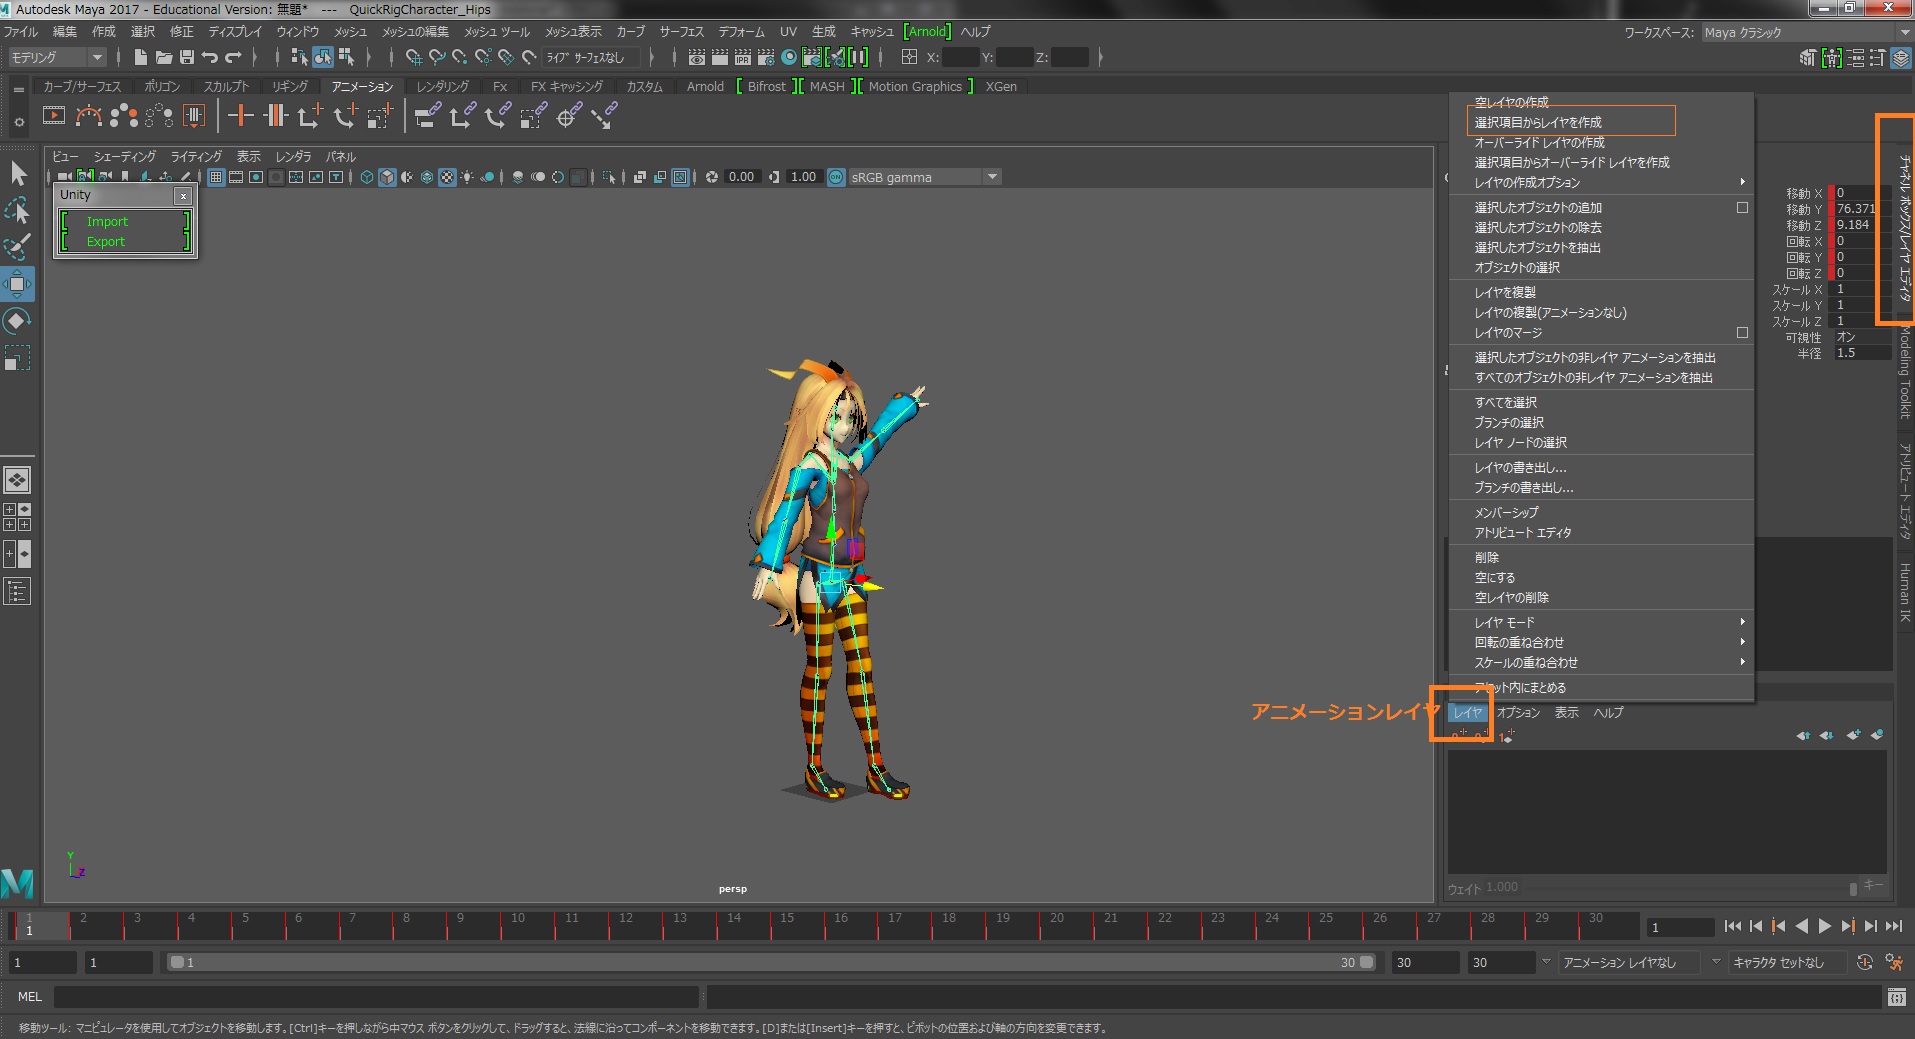 Autodesk Maya 2017 - Educational Version: 無題*   ---   QuickRigCharacter_Hips
ファイル 編集 作成 選択 修正 ディスプレイ ウィンドウ メッシュ メッシュの編集 メッシュ ツール メッシュ表示 カーブ サーフェス デフォーム UV 生成 キャッシュ [Arnold] ヘルプ
ワークスペース: Maya クラシック
モデリング
ライブ サーフェスなし
X: Y: Z:
カーブ/サーフェス ポリゴン スカルプト リギング アニメーション レンダリング Fx FX キャッシング カスタム Arnold [ Bifrost ][ MASH ][ Motion Graphics ] XGen
ビュー シェーディング ライティング 表示 レンダラ パネル
0.00 1.00 ON sRGB gamma
Unity x
Import
Export
空レイヤの作成
選択項目からレイヤを作成
オーバーライド レイヤの作成
選択項目からオーバーライド レイヤを作成
レイヤの作成オプション
選択したオブジェクトの追加
選択したオブジェクトの除去
選択したオブジェクトを抽出
オブジェクトの選択
レイヤを複製
レイヤの複製(アニメーションなし)
レイヤのマージ
選択したオブジェクトの非レイヤ アニメーションを抽出
すべてのオブジェクトの非レイヤ アニメーションを抽出
すべてを選択
ブランチの選択
レイヤ ノードの選択
レイヤの書き出し...
ブランチの書き出し...
メンバーシップ
アトリビュート エディタ
削除
空にする
空レイヤの削除
レイヤ モード
回転の重ね合わせ
スケールの重ね合わせ
アセット内にまとめる
移動 X 0
移動 Y 76.371
移動 Z 9.184
回転 X 0
回転 Y 0
回転 Z 0
スケール X 1
スケール Y 1
スケール Z 1
可視性 オン
半径 1.5
チャネル ボックス/レイヤ エディタ
Modeling Toolkit
アトリビュート エディタ
Human IK
アニメーションレイヤ
レイヤ オプション 表示 ヘルプ
ウェイト 1.000 キー
Y
Z
persp
1 2 3 4 5 6 7 8 9 10 11 12 13 14 15 16 17 18 19 20 21 22 23 24 25 26 27 28 29 30
1
1
1 1 1 30 30 30 アニメーション レイヤなし キャラクタ セットなし
MEL
移動ツール: マニピュレータを使用してオブジェクトを移動します。[Ctrl]キーを押しながら中マウス ボタンをクリックして、ドラッグすると、法線に沿ってコンポーネントを移動できます。[D]または[Insert]キーを押すと、ピボットの位置および軸の方向を変更できます。